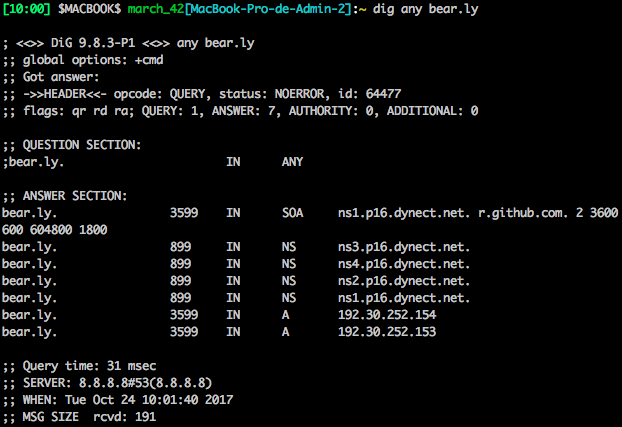 [10:00] $MACBOOK$ march_42[MacBook-Pro-de-Admin-2]:~ dig any bear.ly
; <<>> DiG 9.8.3-P1 <<>> any bear.ly
;; global options: +cmd
;; Got answer:
;; ->>HEADER<<- opcode: QUERY, status: NOERROR, id: 64477
;; flags: qr rd ra; QUERY: 1, ANSWER: 7, AUTHORITY: 0, ADDITIONAL: 0
;; QUESTION SECTION:
;bear.ly. IN ANY
;; ANSWER SECTION:
bear.ly. 3599 IN SOA ns1.p16.dynect.net. r.github.com. 2 3600
600 604800 1800
bear.ly. 899 IN NS ns3.p16.dynect.net.
bear.ly. 899 IN NS ns4.p16.dynect.net.
bear.ly. 899 IN NS ns2.p16.dynect.net.
bear.ly. 899 IN NS ns1.p16.dynect.net.
bear.ly. 3599 IN A 192.30.252.154
bear.ly. 3599 IN A 192.30.252.153
;; Query time: 31 msec
;; SERVER: 8.8.8.8#53(8.8.8.8)
;; WHEN: Tue Oct 24 10:01:40 2017
;; MSG SIZE rcvd: 191